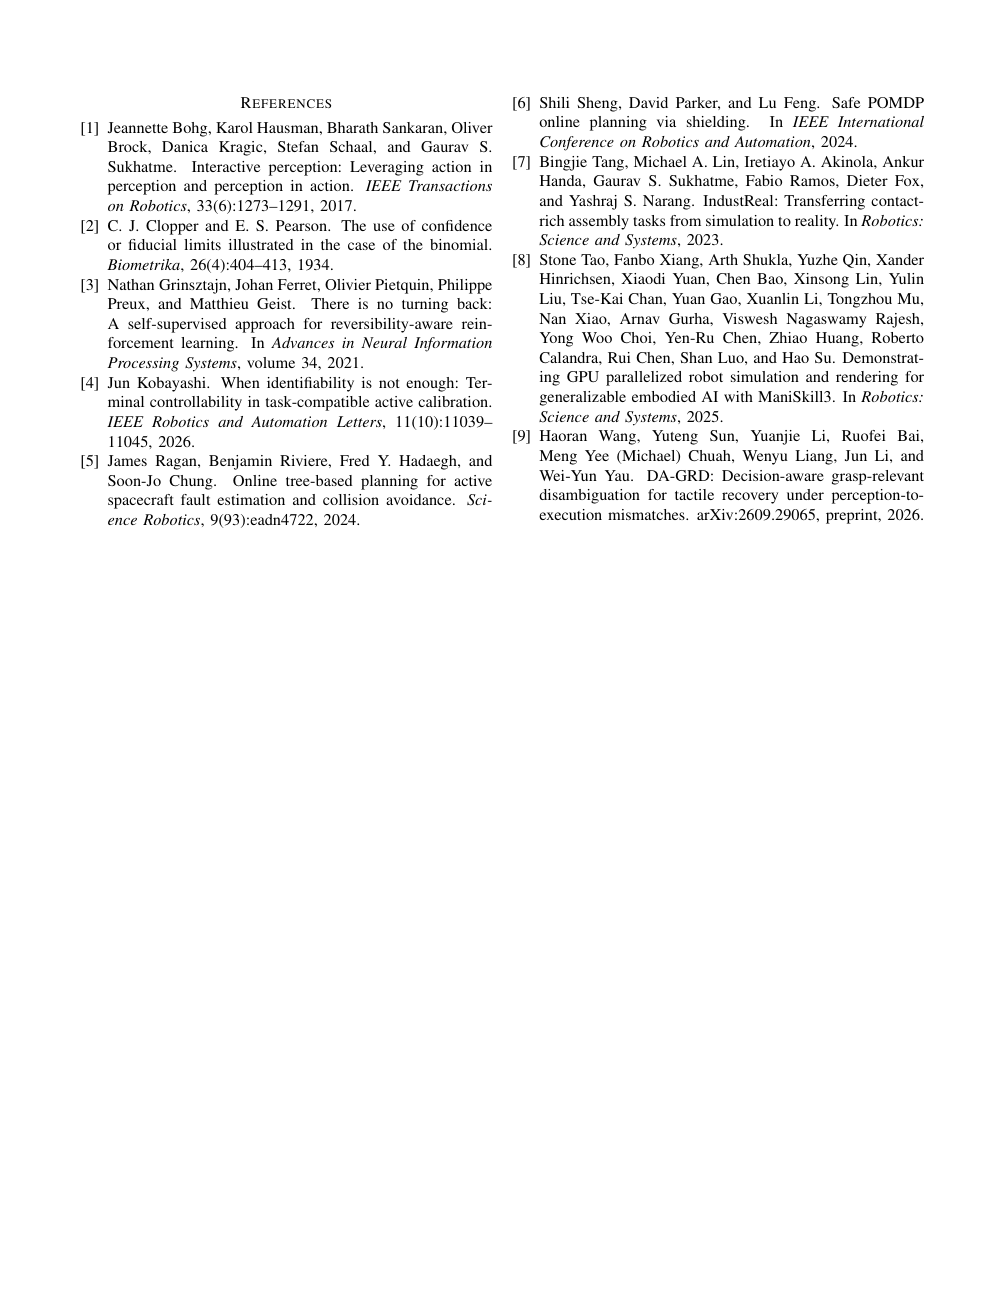 REFERENCES
[1] Jeannette Bohg, Karol Hausman, Bharath Sankaran, Oliver
Brock, Danica Kragic, Stefan Schaal, and Gaurav S.
Sukhatme. Interactive perception: Leveraging action in
perception and perception in action. IEEE Transactions
on Robotics, 33(6):1273–1291, 2017.
[2] C. J. Clopper and E. S. Pearson. The use of confidence
or fiducial limits illustrated in the case of the binomial.
Biometrika, 26(4):404–413, 1934.
[3] Nathan Grinsztajn, Johan Ferret, Olivier Pietquin, Philippe
Preux, and Matthieu Geist. There is no turning back:
A self-supervised approach for reversibility-aware rein-
forcement learning. In Advances in Neural Information
Processing Systems, volume 34, 2021.
[4] Jun Kobayashi. When identifiability is not enough: Ter-
minal controllability in task-compatible active calibration.
IEEE Robotics and Automation Letters, 11(10):11039–
11045, 2026.
[5] James Ragan, Benjamin Riviere, Fred Y. Hadaegh, and
Soon-Jo Chung. Online tree-based planning for active
spacecraft fault estimation and collision avoidance. Sci-
ence Robotics, 9(93):eadn4722, 2024.
[6] Shili Sheng, David Parker, and Lu Feng. Safe POMDP
online planning via shielding. In IEEE International
Conference on Robotics and Automation, 2024.
[7] Bingjie Tang, Michael A. Lin, Iretiayo A. Akinola, Ankur
Handa, Gaurav S. Sukhatme, Fabio Ramos, Dieter Fox,
and Yashraj S. Narang. IndustReal: Transferring contact-
rich assembly tasks from simulation to reality. In Robotics:
Science and Systems, 2023.
[8] Stone Tao, Fanbo Xiang, Arth Shukla, Yuzhe Qin, Xander
Hinrichsen, Xiaodi Yuan, Chen Bao, Xinsong Lin, Yulin
Liu, Tse-Kai Chan, Yuan Gao, Xuanlin Li, Tongzhou Mu,
Nan Xiao, Arnav Gurha, Viswesh Nagaswamy Rajesh,
Yong Woo Choi, Yen-Ru Chen, Zhiao Huang, Roberto
Calandra, Rui Chen, Shan Luo, and Hao Su. Demonstrat-
ing GPU parallelized robot simulation and rendering for
generalizable embodied AI with ManiSkill3. In Robotics:
Science and Systems, 2025.
[9] Haoran Wang, Yuteng Sun, Yuanjie Li, Ruofei Bai,
Meng Yee (Michael) Chuah, Wenyu Liang, Jun Li, and
Wei-Yun Yau. DA-GRD: Decision-aware grasp-relevant
disambiguation for tactile recovery under perception-to-
execution mismatches. arXiv:2609.29065, preprint, 2026.